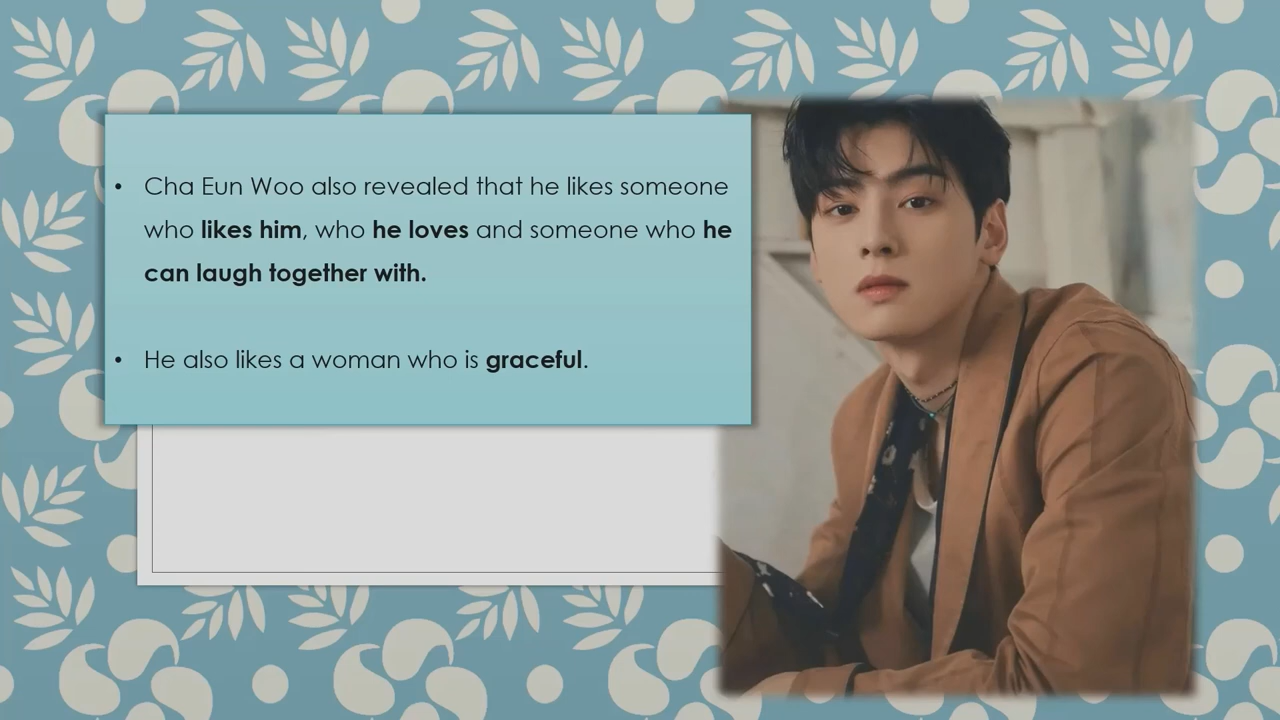 • Cha Eun Woo also revealed that he likes someone
who likes him, who he loves and someone who he
can laugh together with.
• He also likes a woman who is graceful.